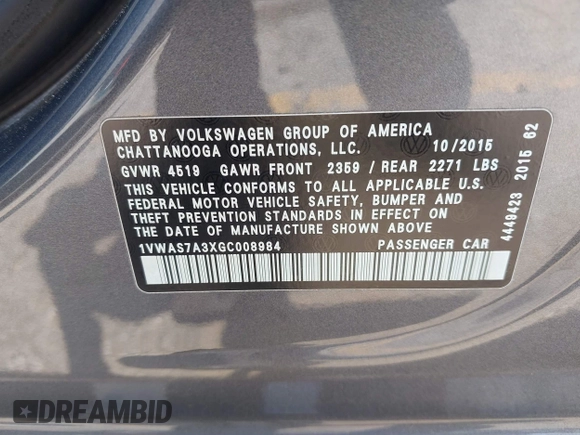 MFD BY VOLKSWAGEN GROUP OF AMERICA
CHATTANOOGA OPERATIONS, LLC. 10/2015
GVWR 4519 GAWR FRONT 2359 / REAR 2271 LBS
THIS VEHICLE CONFORMS TO ALL APPLICABLE U.S.
FEDERAL MOTOR VEHICLE SAFETY, BUMPER AND
THEFT PREVENTION STANDARDS IN EFFECT ON
THE DATE OF MANUFACTURE SHOWN ABOVE
1VWAS7A3XGC008984 PASSENGER CAR
4449423 2015 62
DREAMBID